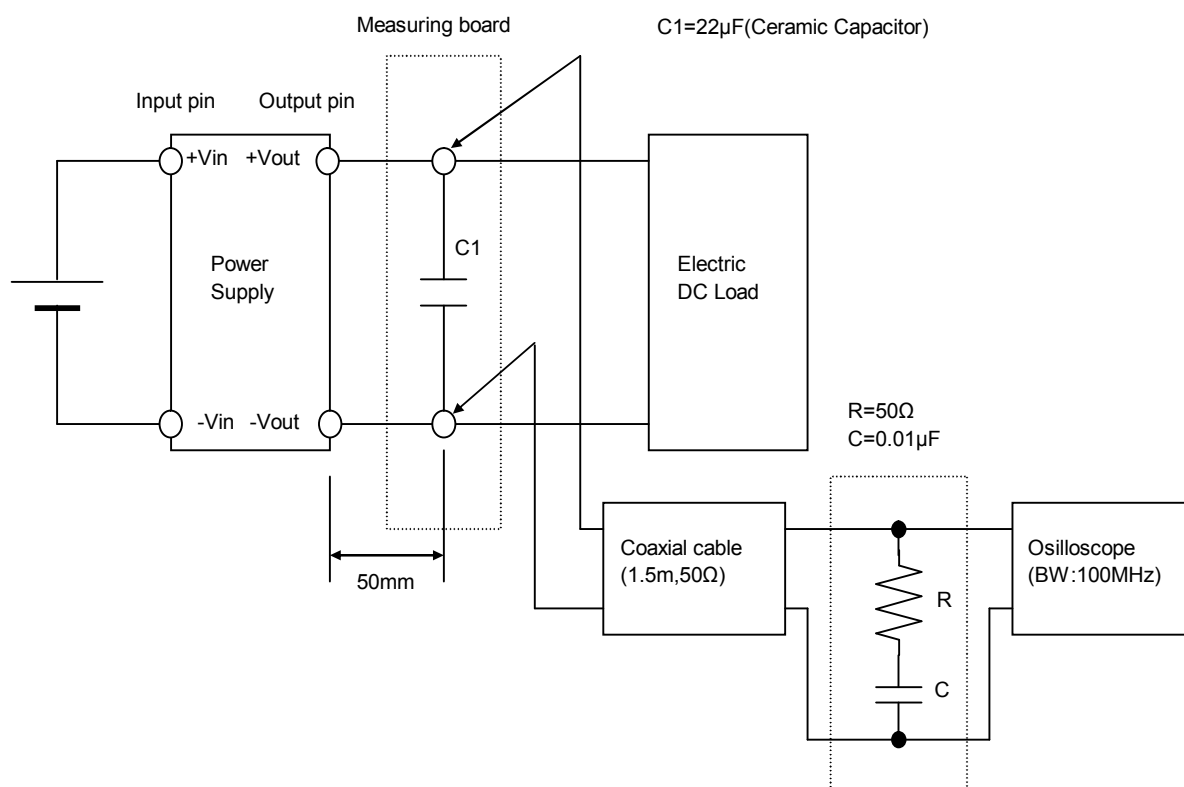 Measuring board
C1=22µF(Ceramic Capacitor)
Input pin
Output pin
+Vin
+Vout
C1
Power
Supply
Electric
DC Load
-Vin
-Vout
R=50Ω
C=0.01µF
50mm
Coaxial cable
(1.5m,50Ω)
R
C
Osilloscope
(BW:100MHz)